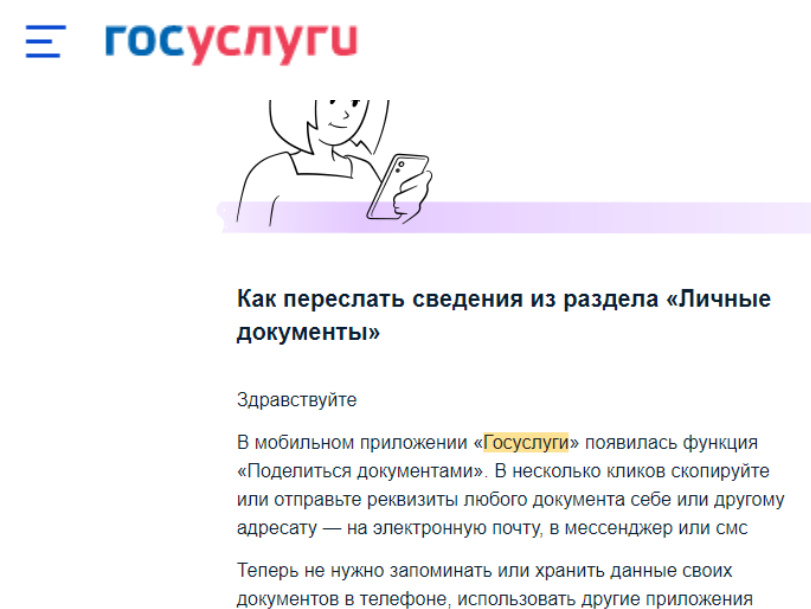 госуслуги
Как переслать сведения из раздела «Личные
документы»
Здравствуйте
В мобильном приложении «Госуслуги» появилась функция
«Поделиться документами». В несколько кликов скопируйте
или отправьте реквизиты любого документа себе или другому
адресату — на электронную почту, в мессенджер или смс
Теперь не нужно запоминать или хранить данные своих
документов в телефоне, использовать другие приложения